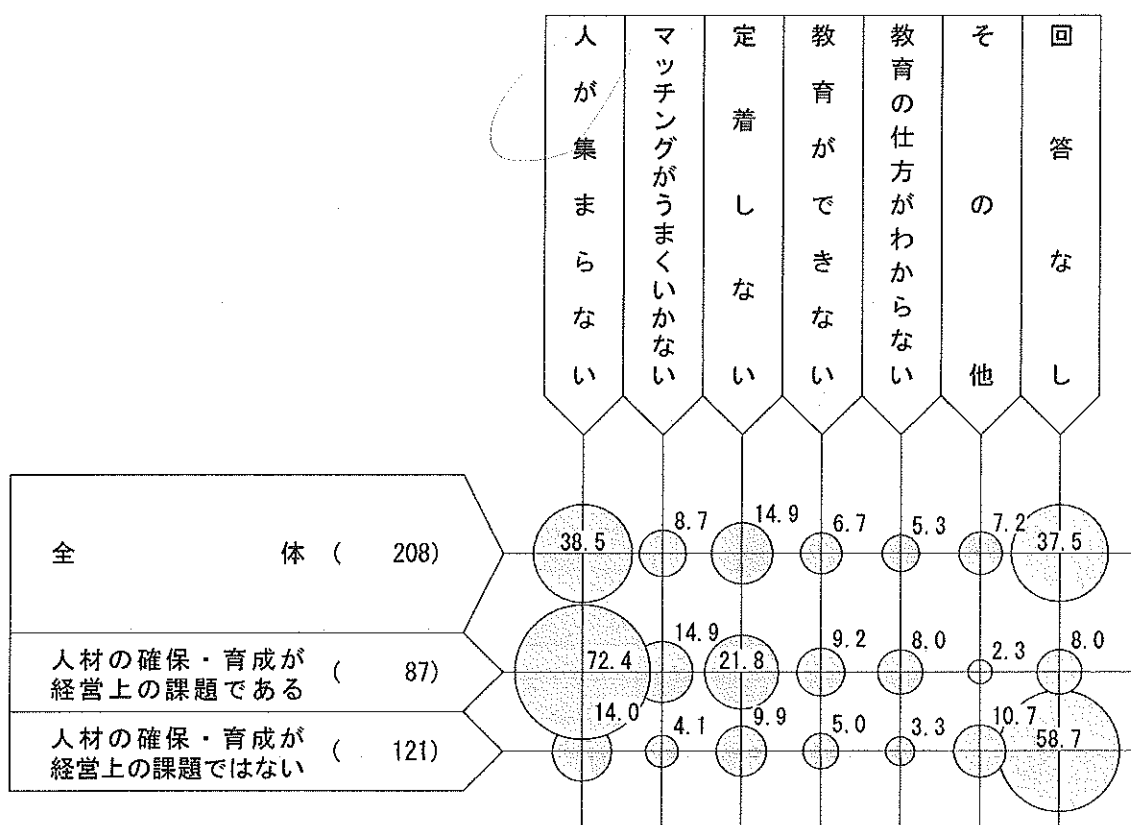 人が集まらない
マッチングがうまくいかない
定着しない
教育ができない
教育の仕方がわからない
その他
回答なし
全体 ( 208)
38.5 8.7 14.9 6.7 5.3 7.2 37.5
人材の確保・育成が
経営上の課題である ( 87)
72.4 14.9 21.8 9.2 8.0 2.3 8.0
人材の確保・育成が
経営上の課題ではない ( 121)
14.0 4.1 9.9 5.0 3.3 10.7 58.7